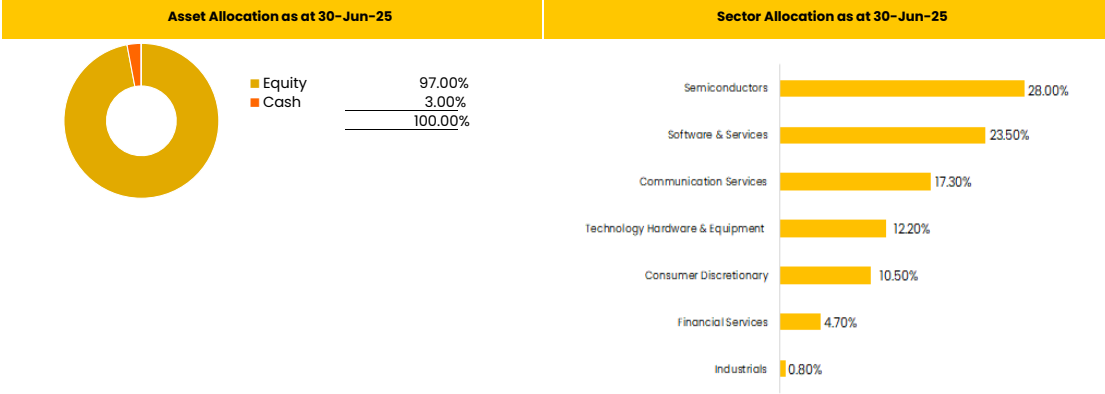 Asset Allocation as at 30-Jun-25
Equity 97.00%
Cash 3.00%
100.00%
Sector Allocation as at 30-Jun-25
Semiconductors 28.00%
Software & Services 23.50%
Communication Services 17.30%
Technology Hardware & Equipment 12.20%
Consumer Discretionary 10.50%
Financial Services 4.70%
Industrials 0.80%